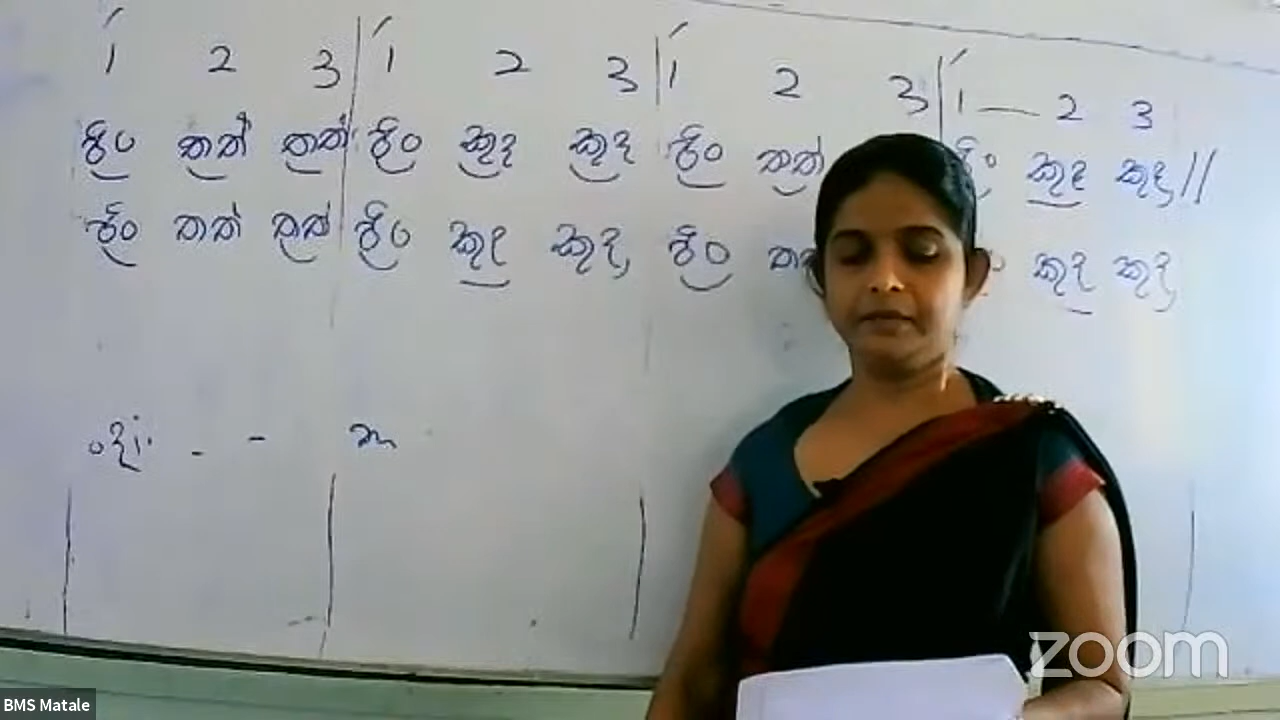 1 2 3 | 1 2 3 | 1 2 3 | 1 — 2 3
ජිං තත් තත් | ජිං කුද කුද ජිං තත් කුද කුද //
ජිං තත් තත් | ජිං කුද කුද, ජිං කුද කුද,
දොං - - ත
zoom
BMS Matale